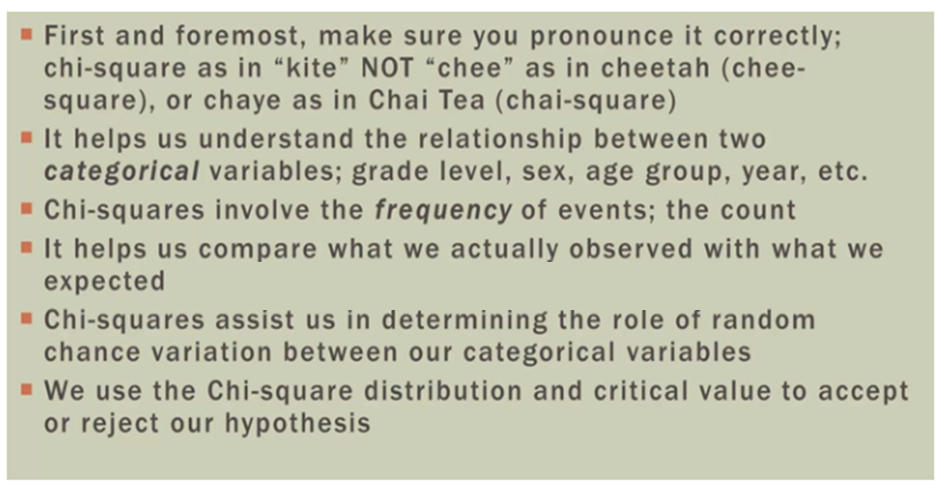 First and foremost, make sure you pronounce it correctly;
chi-square as in “kite” NOT “chee” as in cheetah (chee-
square), or chaye as in Chai Tea (chai-square)
It helps us understand the relationship between two
categorical variables; grade level, sex, age group, year, etc.
Chi-squares involve the frequency of events; the count
It helps us compare what we actually observed with what we
expected
Chi-squares assist us in determining the role of random
chance variation between our categorical variables
We use the Chi-square distribution and critical value to accept
or reject our hypothesis